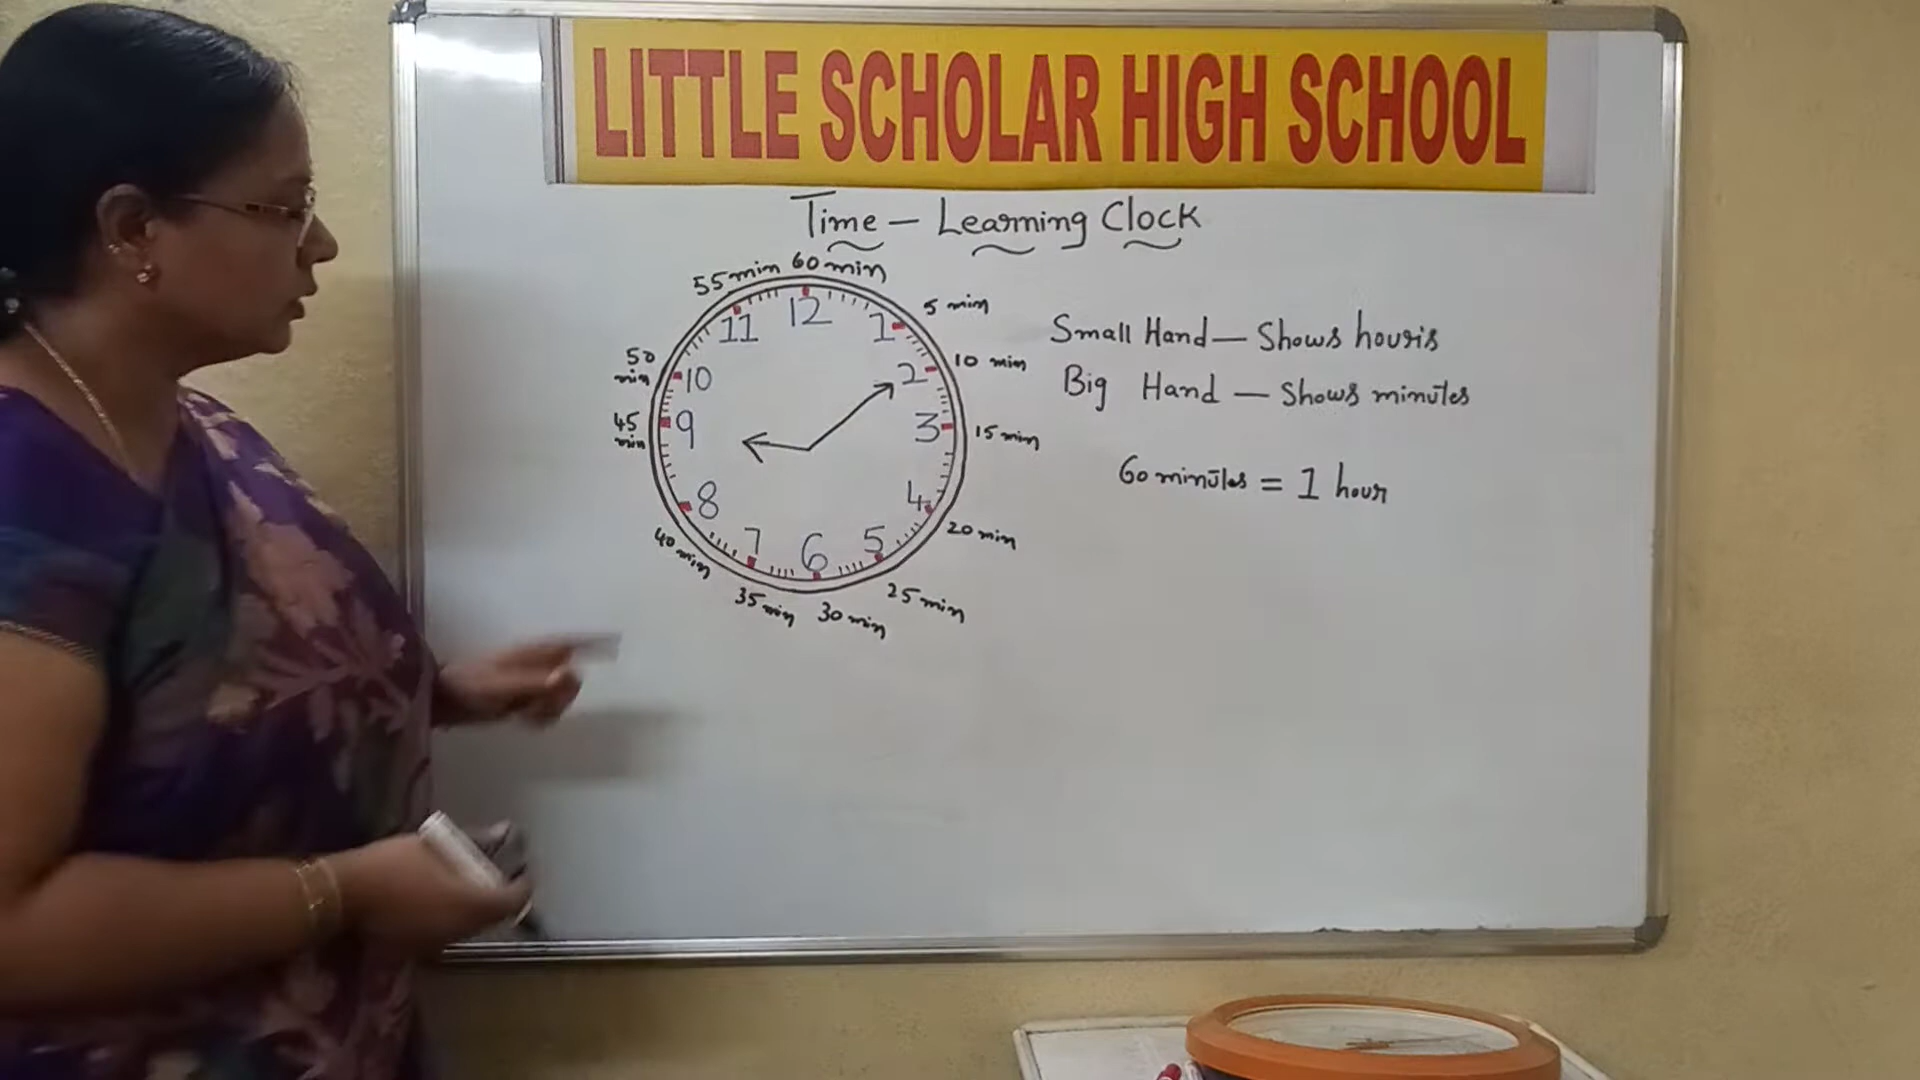 LITTLE SCHOLAR HIGH SCHOOL
Time - Learning Clock
55 min 60 min
5 min
10 min
15 min
20 min
25 min
30 min
35 min
40 min
45 min
50 min
12
1
2
3
4
5
6
7
8
9
10
11
Small Hand - Shows hours
Big Hand - Shows minutes
60 minutes = 1 hour